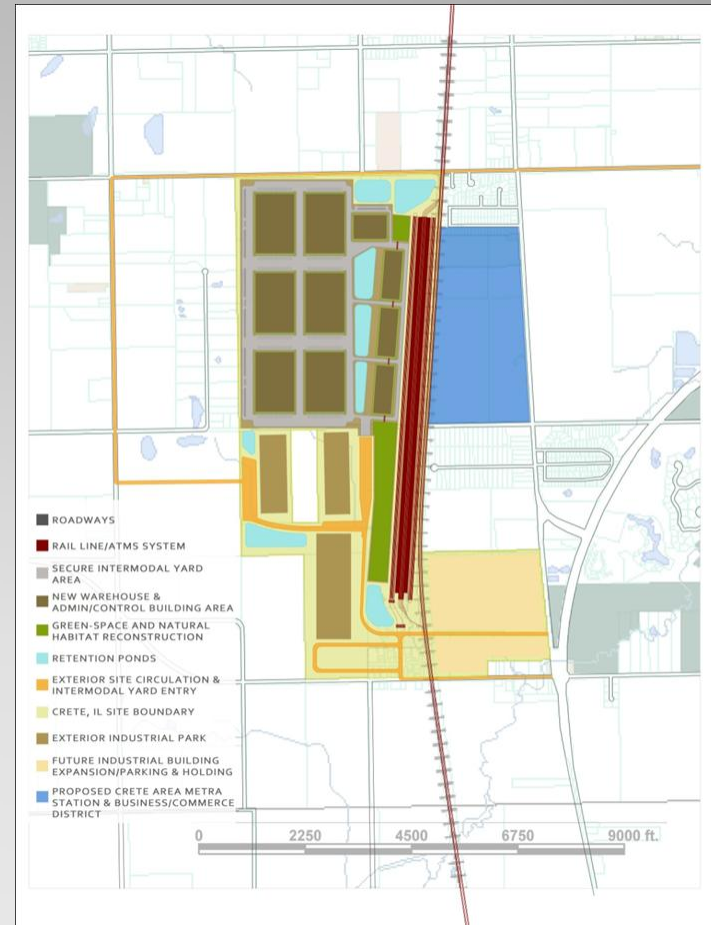 ROADWAYS
RAIL LINE/ATMS SYSTEM
SECURE INTERMODAL YARD
AREA
NEW WAREHOUSE &
ADMIN/CONTROL BUILDING AREA
GREEN-SPACE AND NATURAL
HABITAT RECONSTRUCTION
RETENTION PONDS
EXTERIOR SITE CIRCULATION &
INTERMODAL YARD ENTRY
CRETE, IL SITE BOUNDARY
EXTERIOR INDUSTRIAL PARK
FUTURE INDUSTRIAL BUILDING
EXPANSION/PARKING & HOLDING
PROPOSED CRETE AREA METRA
STATION & BUSINESS/COMMERCE
DISTRICT
0 2250 4500 6750 9000 ft.